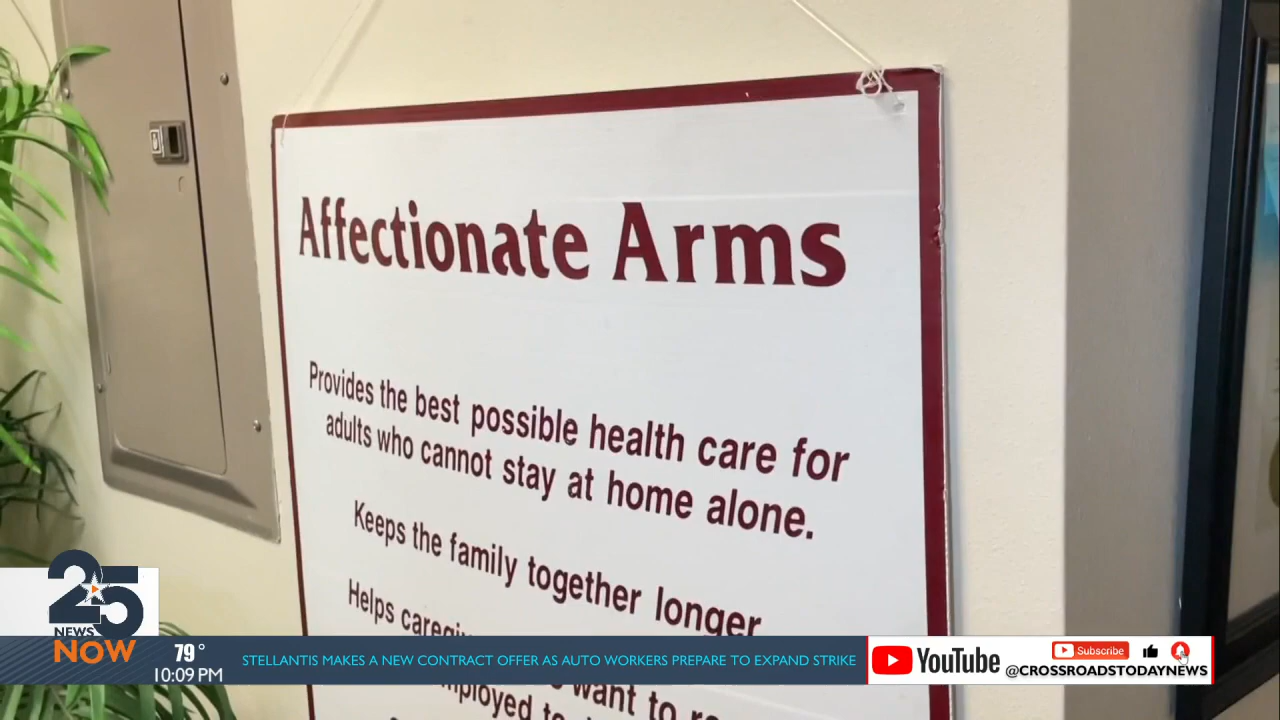 Affectionate Arms
Provides the best possible health care for
adults who cannot stay at home alone.
Keeps the family together longer
Helps
want to
25
NEWS
NOW
79°
10:09 PM
STELLANTIS MAKES A NEW CONTRACT OFFER AS AUTO WORKERS PREPARE TO EXPAND STRIKE
YouTube
Subscribe
@CROSSROADSTODAYNEWS